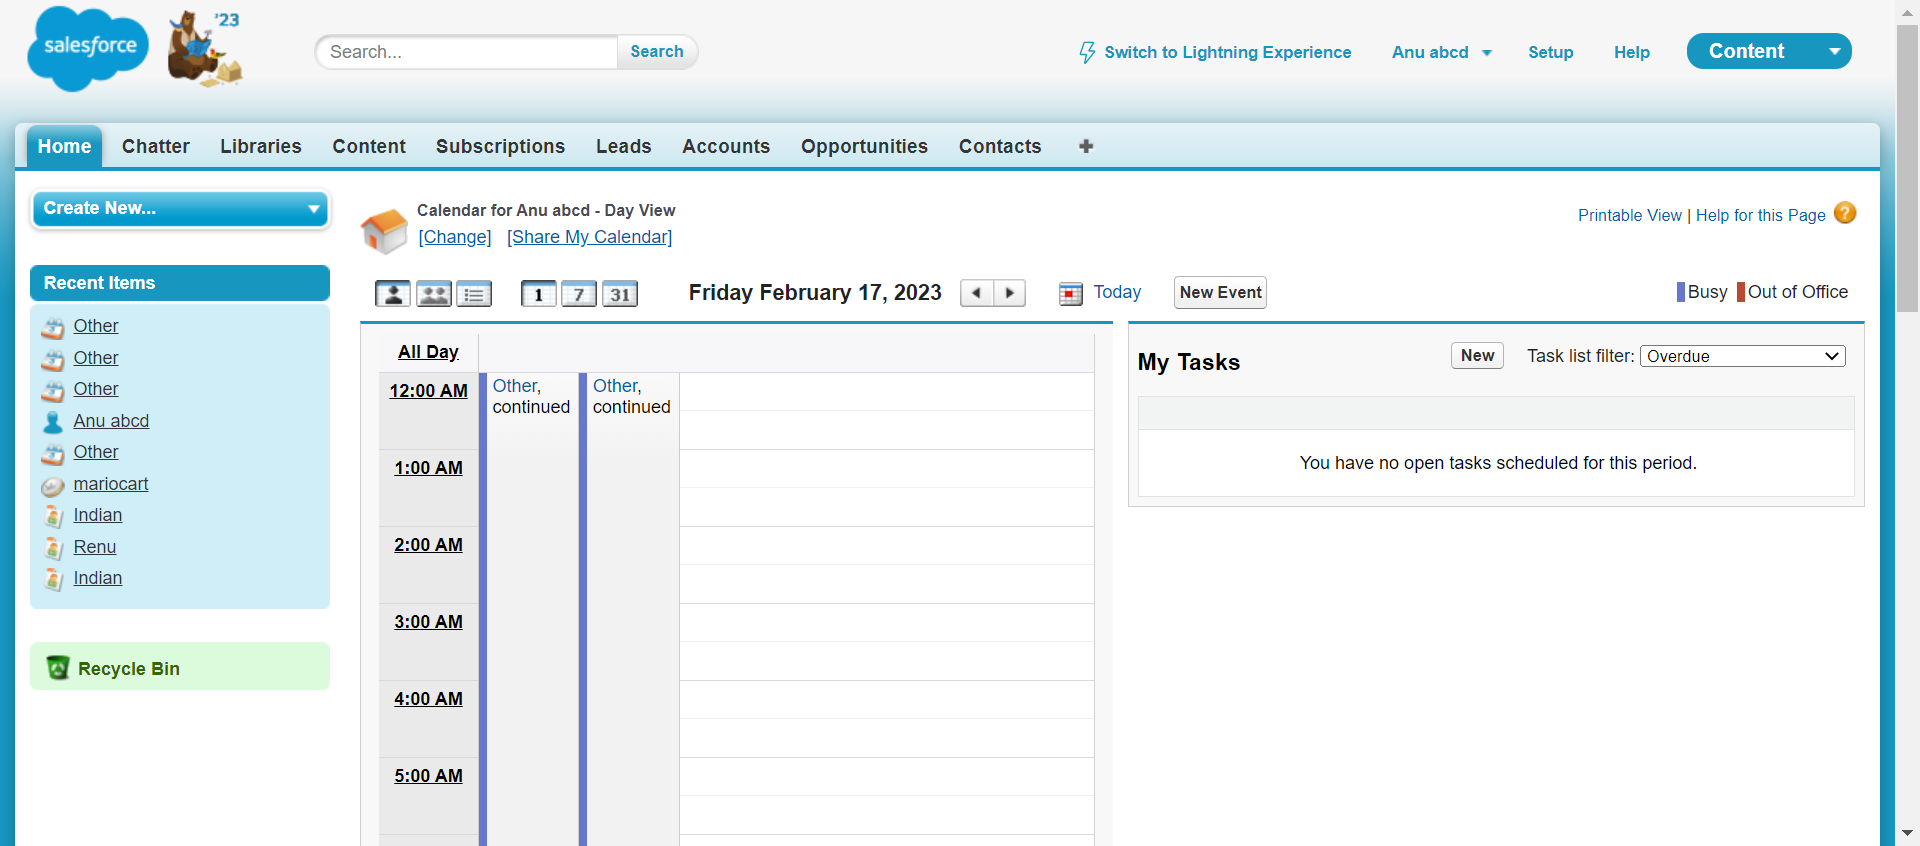 salesforce
'23
Search...
Search
Switch to Lightning Experience
Anu abcd
Setup
Help
Content
Home
Chatter
Libraries
Content
Subscriptions
Leads
Accounts
Opportunities
Contacts
Create New...
Recent Items
Other
Other
Other
Anu abcd
Other
mariocart
Indian
Renu
Indian
Recycle Bin
Calendar for Anu abcd - Day View
[Change] [Share My Calendar]
Printable View | Help for this Page ?
1
7
31
Friday February 17, 2023
Today
New Event
Busy
Out of Office
All Day
12:00 AM
Other,
continued
Other,
continued
1:00 AM
2:00 AM
3:00 AM
4:00 AM
5:00 AM
My Tasks
New
Task list filter: Overdue
You have no open tasks scheduled for this period.